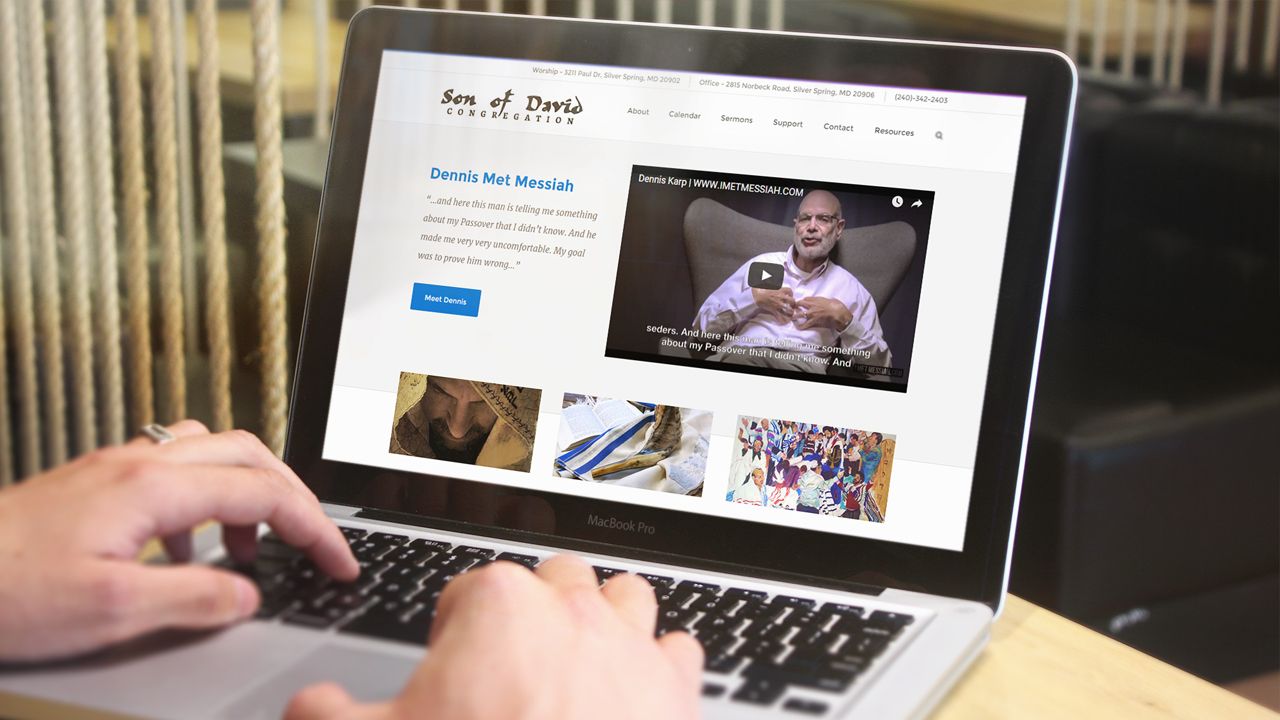 Worship - 3211 Paul Dr, Silver Spring, MD 20902
Office - 2815 Norbeck Road, Silver Spring, MD 20906
(240)-342-2403
Son of David
CONGREGATION
About
Calendar
Sermons
Support
Contact
Resources
Dennis Met Messiah
“...and here this man is telling me something
about my Passover that I didn't know. And he
made me very very uncomfortable. My goal
was to prove him wrong...”
Meet Dennis
Dennis Karp | WWW.IMETMESSIAH.COM
seders. And here this man is telling me something
about my Passover that I didn't know. And
MacBook Pro